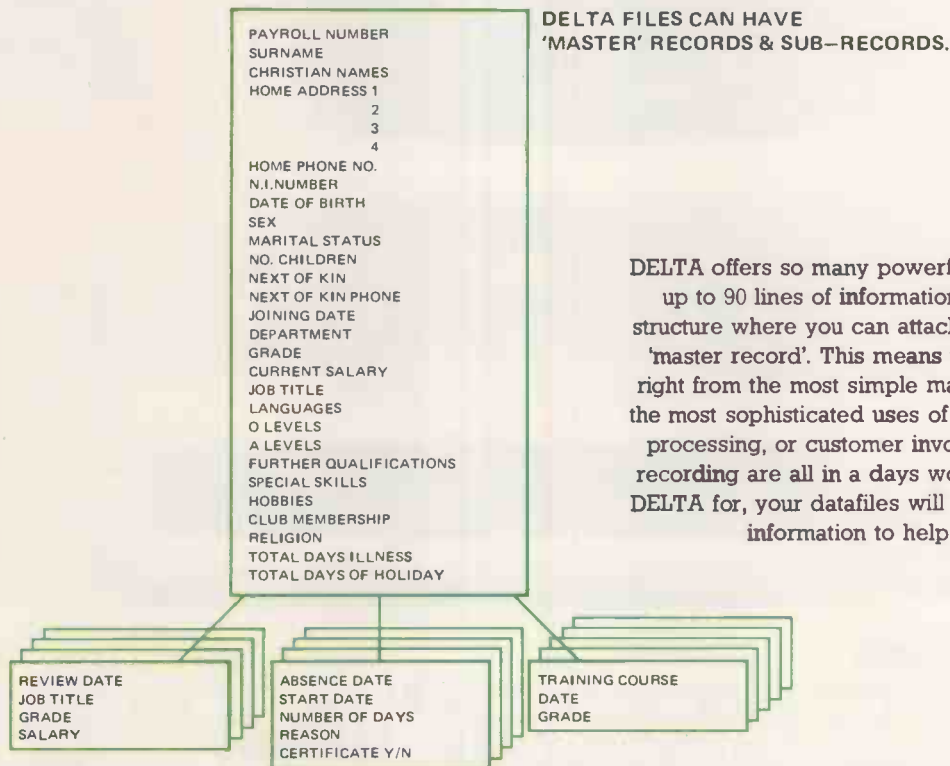 DELTA FILES CAN HAVE
'MASTER' RECORDS & SUB-RECORDS.
PAYROLL NUMBER
SURNAME
CHRISTIAN NAMES
HOME ADDRESS 1
2
3
4
HOME PHONE NO.
N.I.NUMBER
DATE OF BIRTH
SEX
MARITAL STATUS
NO. CHILDREN
NEXT OF KIN
NEXT OF KIN PHONE
JOINING DATE
DEPARTMENT
GRADE
CURRENT SALARY
JOB TITLE
LANGUAGES
O LEVELS
A LEVELS
FURTHER QUALIFICATIONS
SPECIAL SKILLS
HOBBIES
CLUB MEMBERSHIP
RELIGION
TOTAL DAYS ILLNESS
TOTAL DAYS OF HOLIDAY
DELTA offers so many powerf
up to 90 lines of information
structure where you can attach
'master record'. This means
right from the most simple ma
the most sophisticated uses of
processing, or customer invo
recording are all in a days wo
DELTA for, your datafiles will
information to help
REVIEW DATE
JOB TITLE
GRADE
SALARY
ABSENCE DATE
START DATE
NUMBER OF DAYS
REASON
CERTIFICATE Y/N
TRAINING COURSE
DATE
GRADE